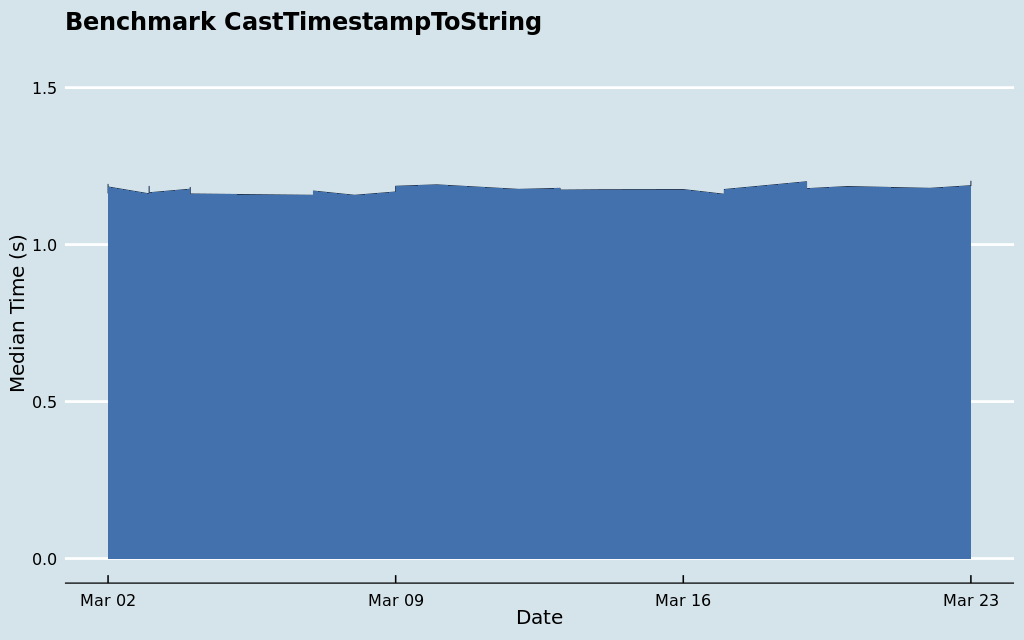 Benchmark CastTimestampToString
Median Time (s)
1.5
1.0
0.5
0.0
Mar 02
Mar 09
Mar 16
Mar 23
Date